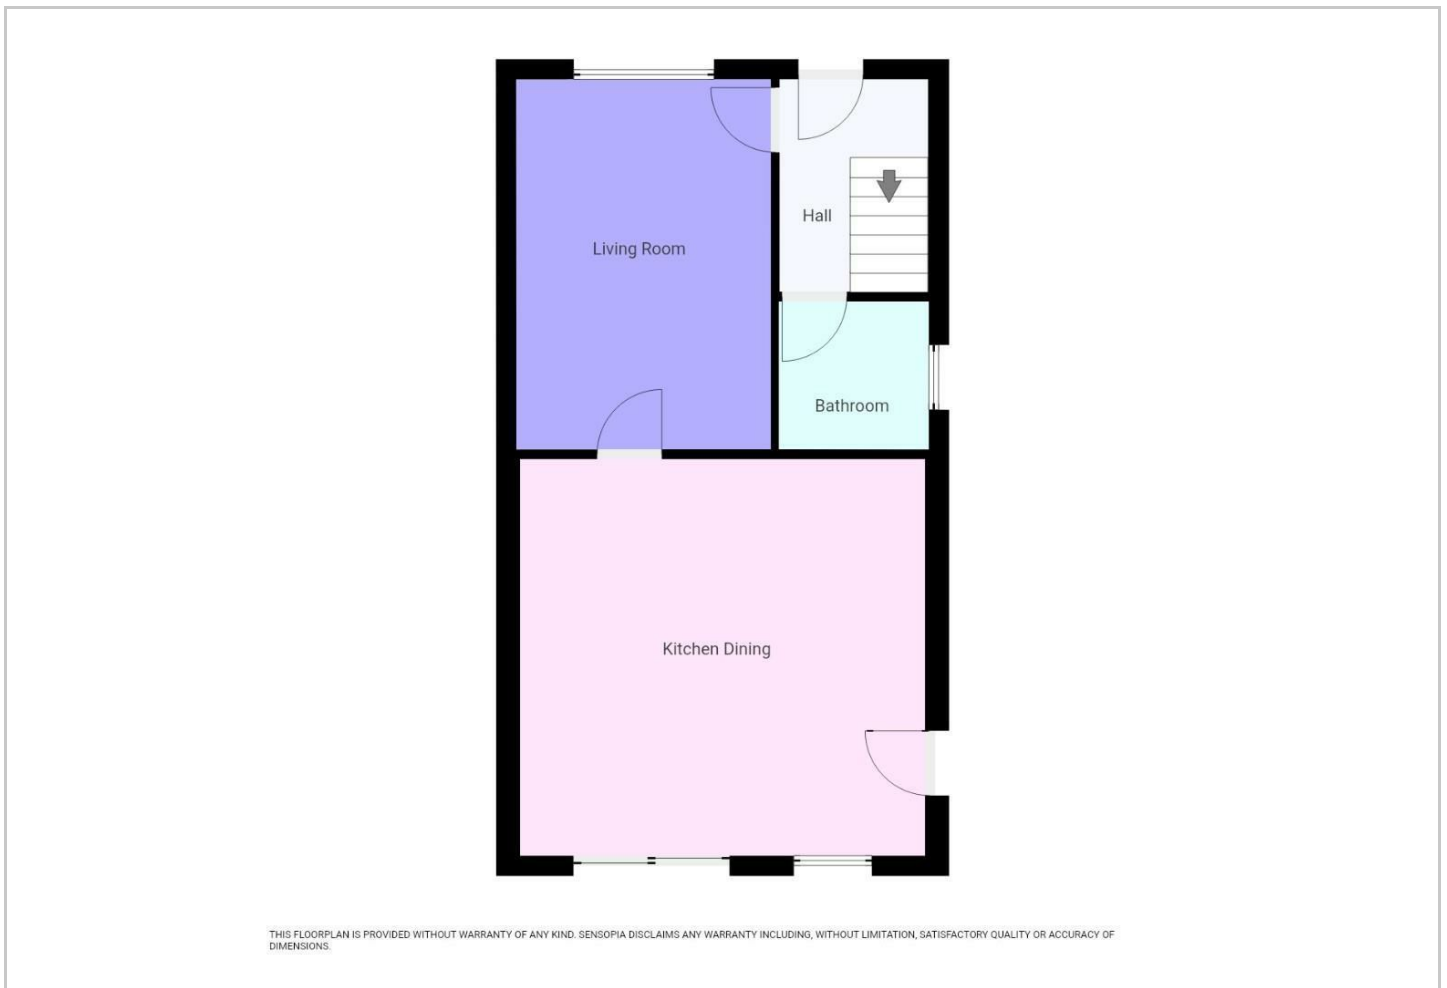 Living Room
Hall
Bathroom
Kitchen Dining
THIS FLOORPLAN IS PROVIDED WITHOUT WARRANTY OF ANY KIND. SENSOPIA DISCLAIMS ANY WARRANTY INCLUDING, WITHOUT LIMITATION, SATISFACTORY QUALITY OR ACCURACY OF
DIMENSIONS.